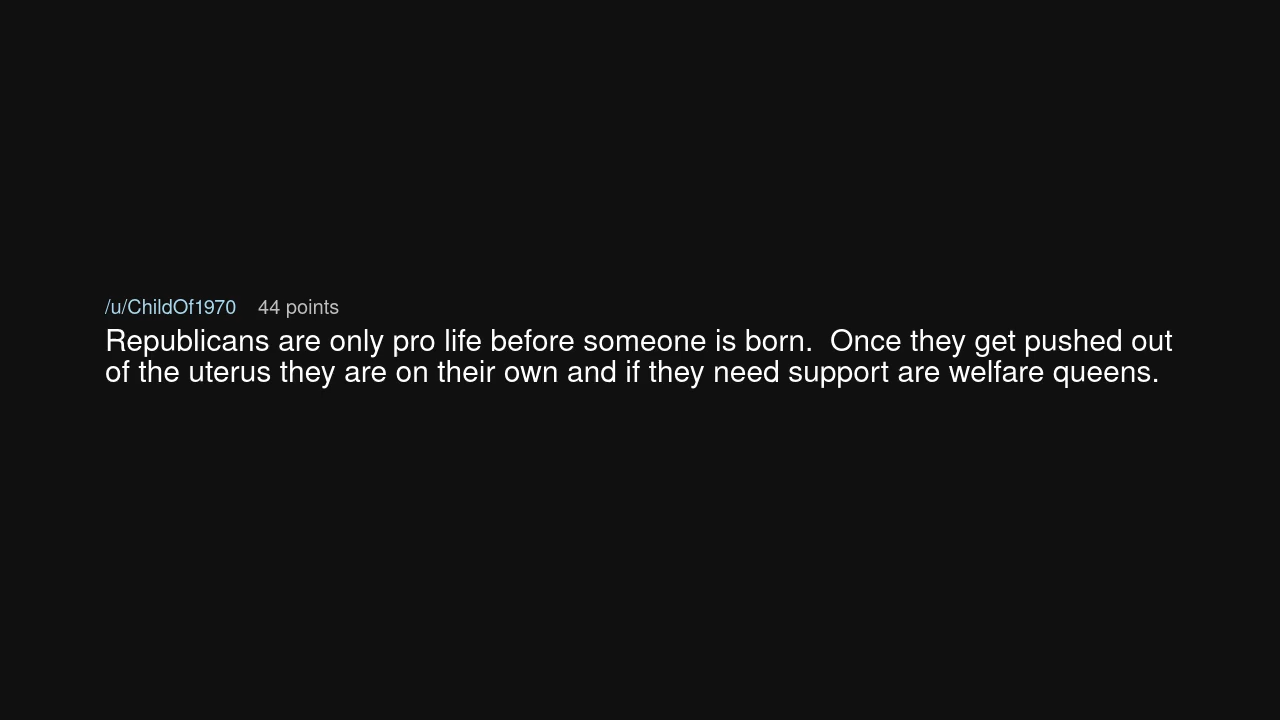 /u/ChildOf1970 44 points
Republicans are only pro life before someone is born.  Once they get pushed out
of the uterus they are on their own and if they need support are welfare queens.